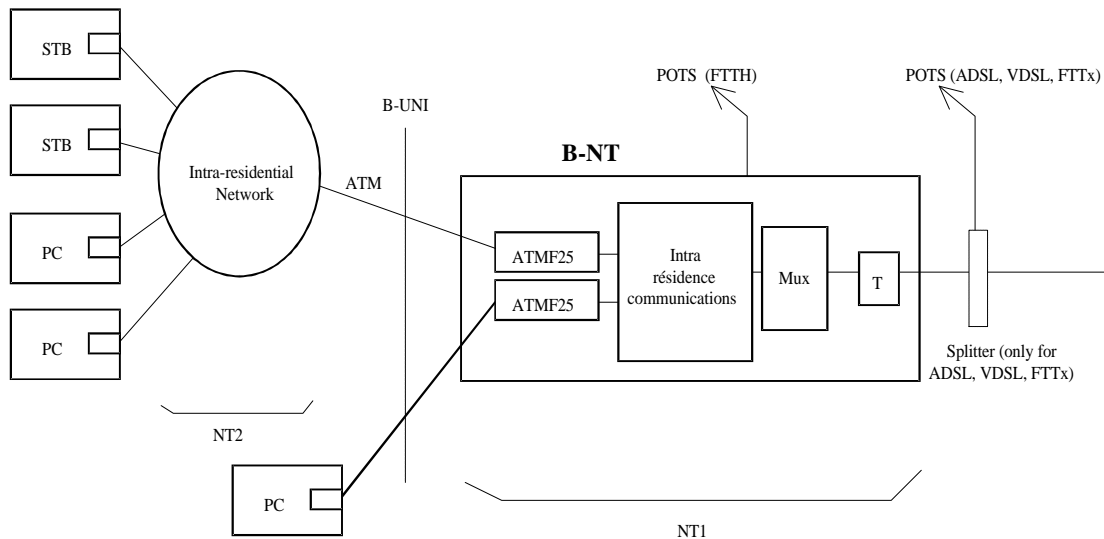 STB
STB
PC
PC
Intra-residential
Network
NT2
ATM
B-UNI
PC
POTS (FTTH)
B-NT
ATMF25
ATMF25
Intra
résidence
communications
Mux
T
NT1
POTS (ADSL, VDSL, FTTx)
Splitter (only for
ADSL, VDSL, FTTx)